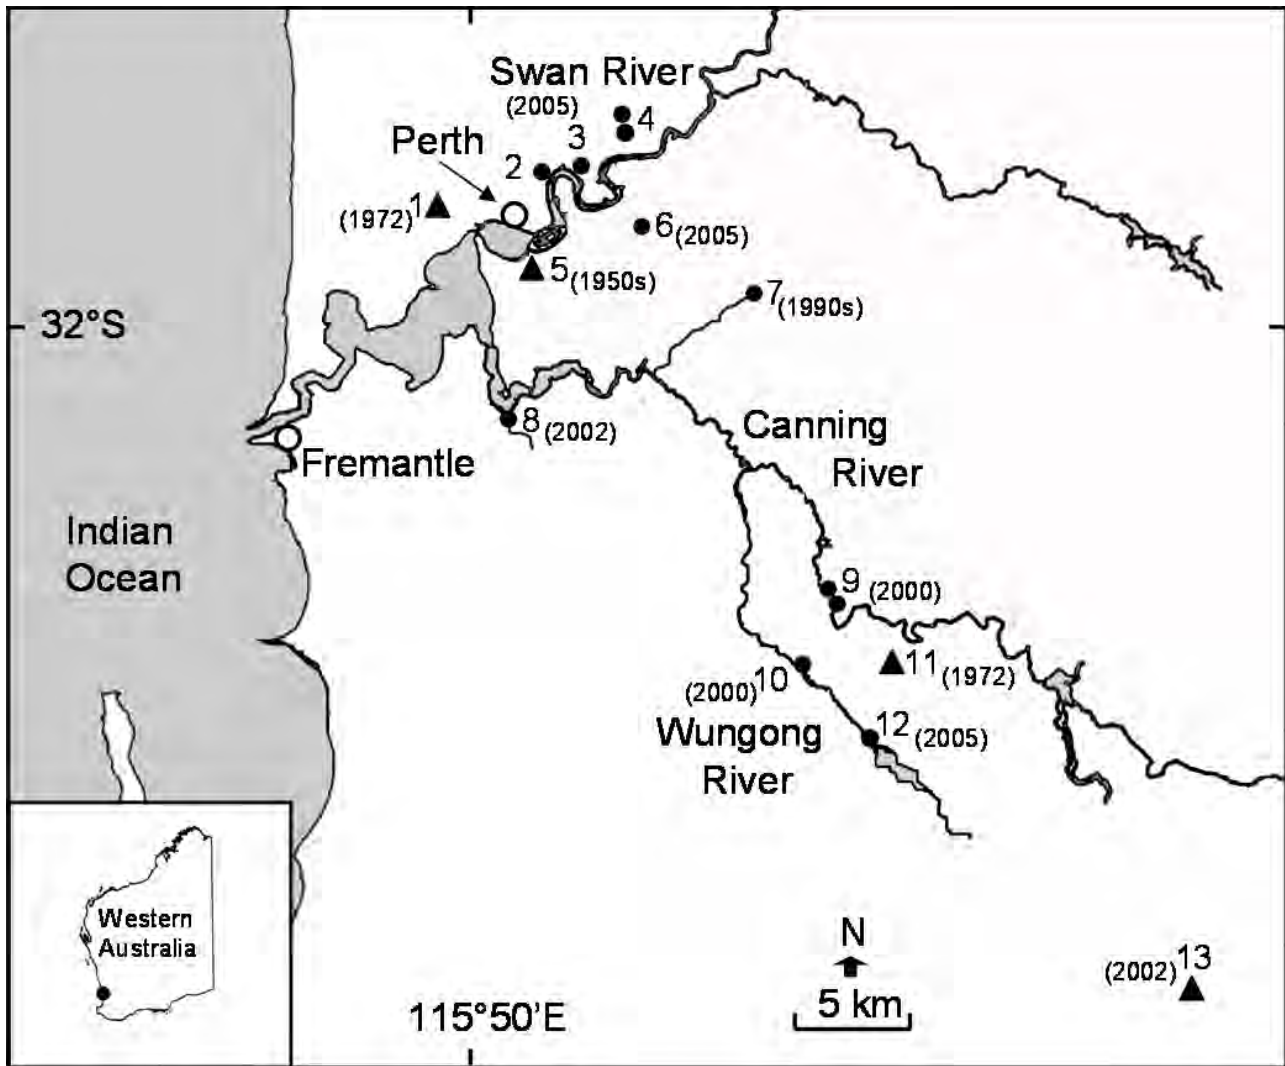 Swan River
(2005)
4
3
Perth
2
(1972) 1
6 (2005)
5 (1950s)
7 (1990s)
32°S
8 (2002)
Canning
River
Fremantle
Indian
Ocean
9 (2000)
11 (1972)
(2000) 10
Wungong
River
12 (2005)
Western
Australia
N
5 km
(2002) 13
115°50'E